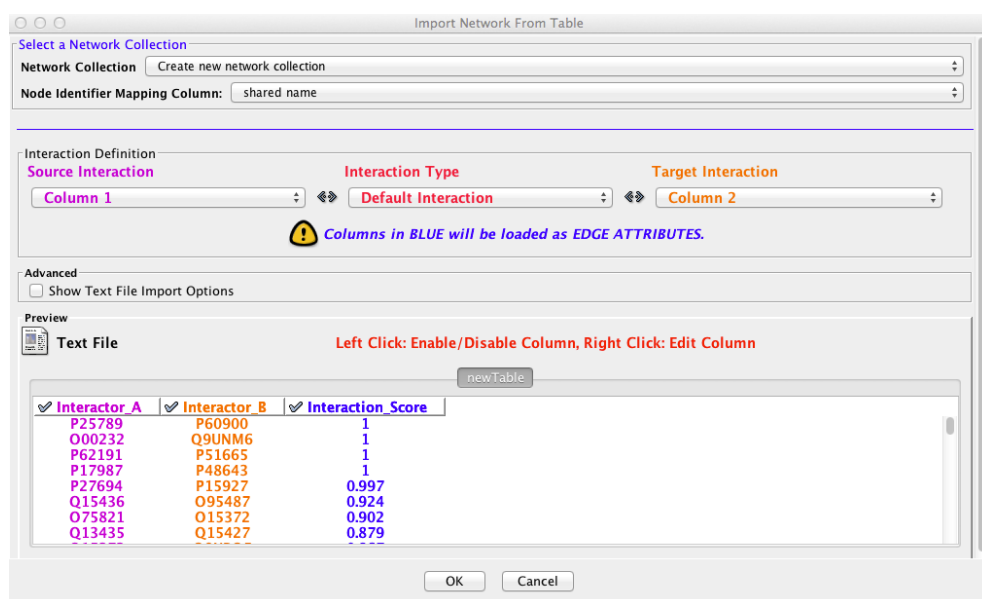 Import Network From Table
Select a Network Collection
Network Collection Create new network collection
Node Identifier Mapping Column: shared name
Interaction Definition
Source Interaction Interaction Type Target Interaction
Column 1 Default Interaction Column 2
Columns in BLUE will be loaded as EDGE ATTRIBUTES.
Advanced
Show Text File Import Options
Preview
Text File Left Click: Enable/Disable Column, Right Click: Edit Column
newTable
Interactor_A Interactor_B Interaction_Score
P25789 P60900 1
O00232 Q9UNM6 1
P62191 P51665 1
P17987 P48643 1
P27694 P15927 0.997
Q15436 O95487 0.924
O75821 O15372 0.902
Q13435 Q15427 0.879
OK Cancel